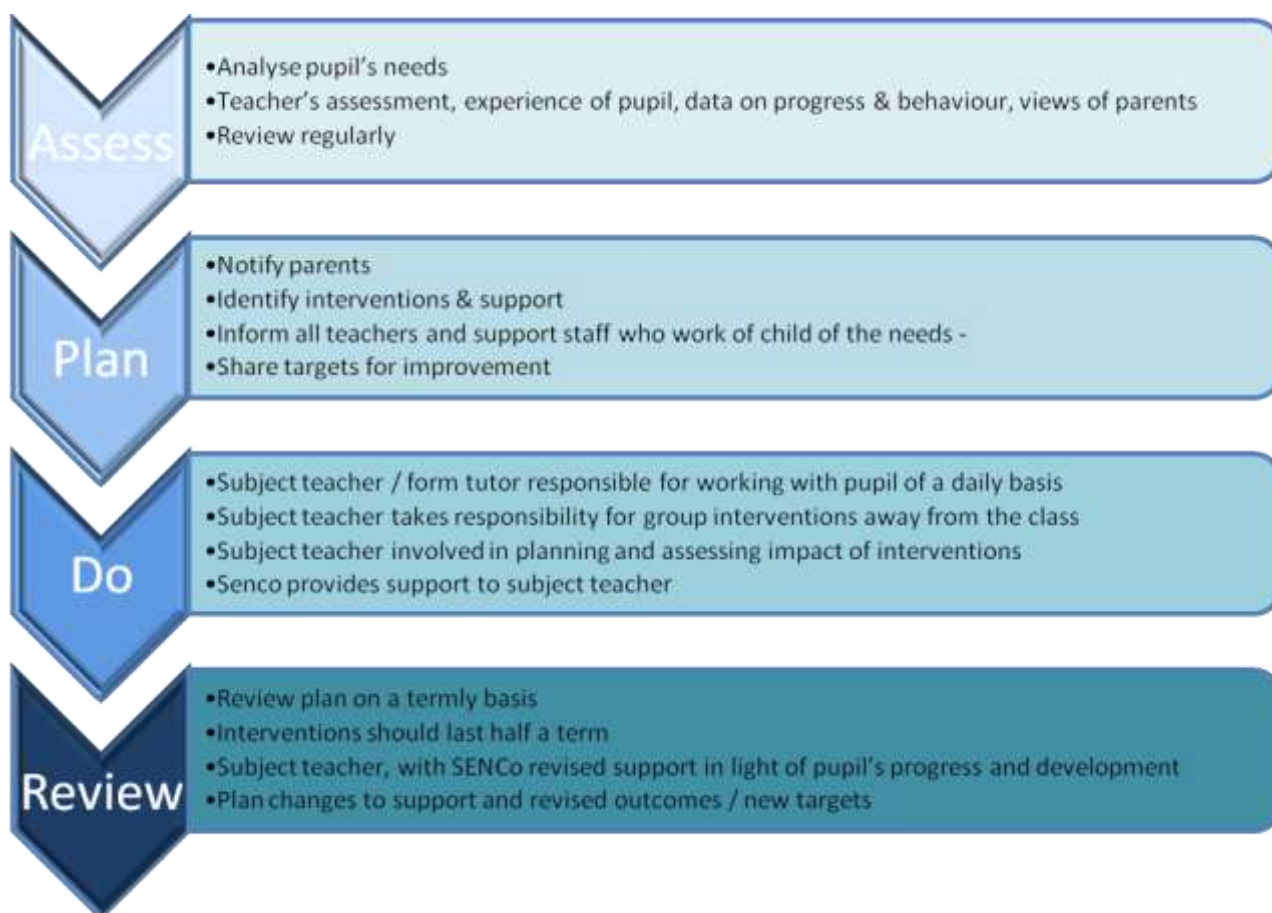 Assess
•Analyse pupil's needs
•Teacher's assessment, experience of pupil, data on progress & behaviour, views of parents
•Review regularly
Plan
•Notify parents
•Identify interventions & support
•Inform all teachers and support staff who work of child of the needs -
•Share targets for improvement
Do
•Subject teacher / form tutor responsible for working with pupil of a daily basis
•Subject teacher takes responsibility for group interventions away from the class
•Subject teacher involved in planning and assessing impact of interventions
•Senco provides support to subject teacher
Review
•Review plan on a termly basis
•Interventions should last half a term
•Subject teacher, with SENCo revised support in light of pupil's progress and development
•Plan changes to support and revised outcomes / new targets